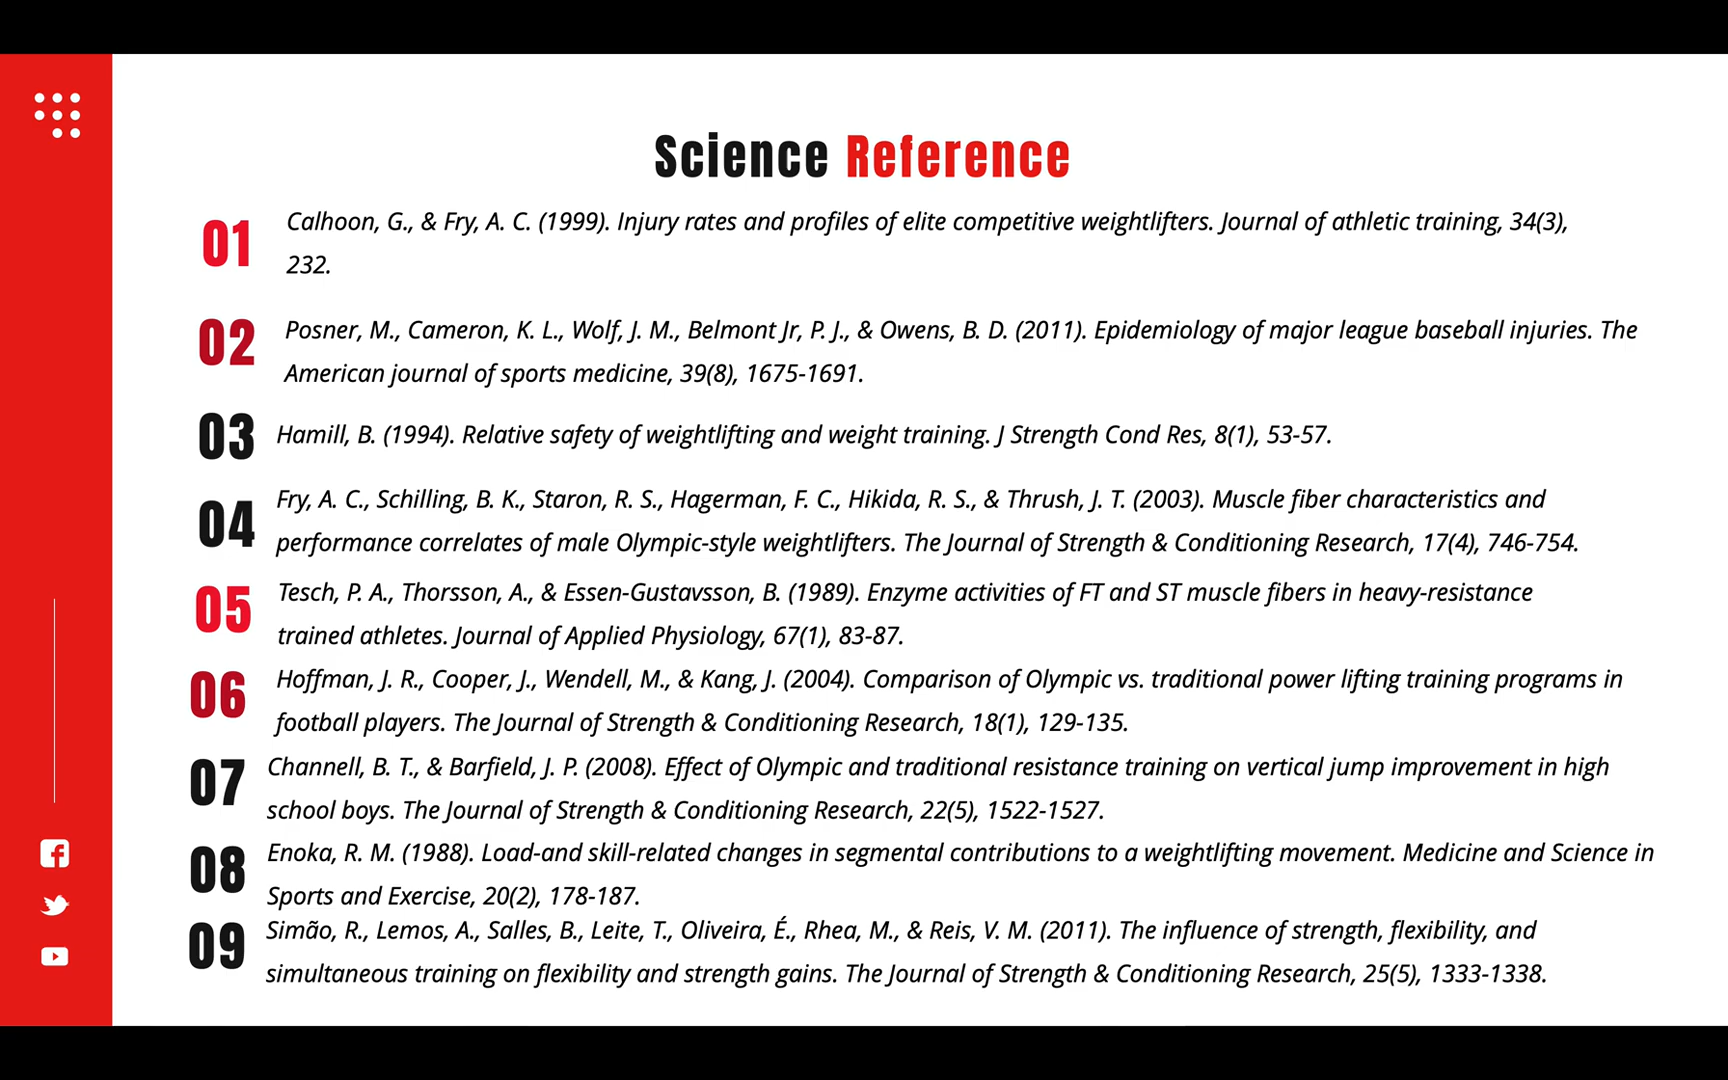 Science Reference
01
Calhoon, G., & Fry, A. C. (1999). Injury rates and profiles of elite competitive weightlifters. Journal of athletic training, 34(3),
232.
02
Posner, M., Cameron, K. L., Wolf, J. M., Belmont Jr, P. J., & Owens, B. D. (2011). Epidemiology of major league baseball injuries. The
American journal of sports medicine, 39(8), 1675-1691.
03
Hamill, B. (1994). Relative safety of weightlifting and weight training. J Strength Cond Res, 8(1), 53-57.
04
Fry, A. C., Schilling, B. K., Staron, R. S., Hagerman, F. C., Hikida, R. S., & Thrush, J. T. (2003). Muscle fiber characteristics and
performance correlates of male Olympic-style weightlifters. The Journal of Strength & Conditioning Research, 17(4), 746-754.
05
Tesch, P. A., Thorsson, A., & Essen-Gustavsson, B. (1989). Enzyme activities of FT and ST muscle fibers in heavy-resistance
trained athletes. Journal of Applied Physiology, 67(1), 83-87.
06
Hoffman, J. R., Cooper, J., Wendell, M., & Kang, J. (2004). Comparison of Olympic vs. traditional power lifting training programs in
football players. The Journal of Strength & Conditioning Research, 18(1), 129-135.
07
Channell, B. T., & Barfield, J. P. (2008). Effect of Olympic and traditional resistance training on vertical jump improvement in high
school boys. The Journal of Strength & Conditioning Research, 22(5), 1522-1527.
08
Enoka, R. M. (1988). Load-and skill-related changes in segmental contributions to a weightlifting movement. Medicine and Science in
Sports and Exercise, 20(2), 178-187.
09
Simão, R., Lemos, A., Salles, B., Leite, T., Oliveira, É., Rhea, M., & Reis, V. M. (2011). The influence of strength, flexibility, and
simultaneous training on flexibility and strength gains. The Journal of Strength & Conditioning Research, 25(5), 1333-1338.